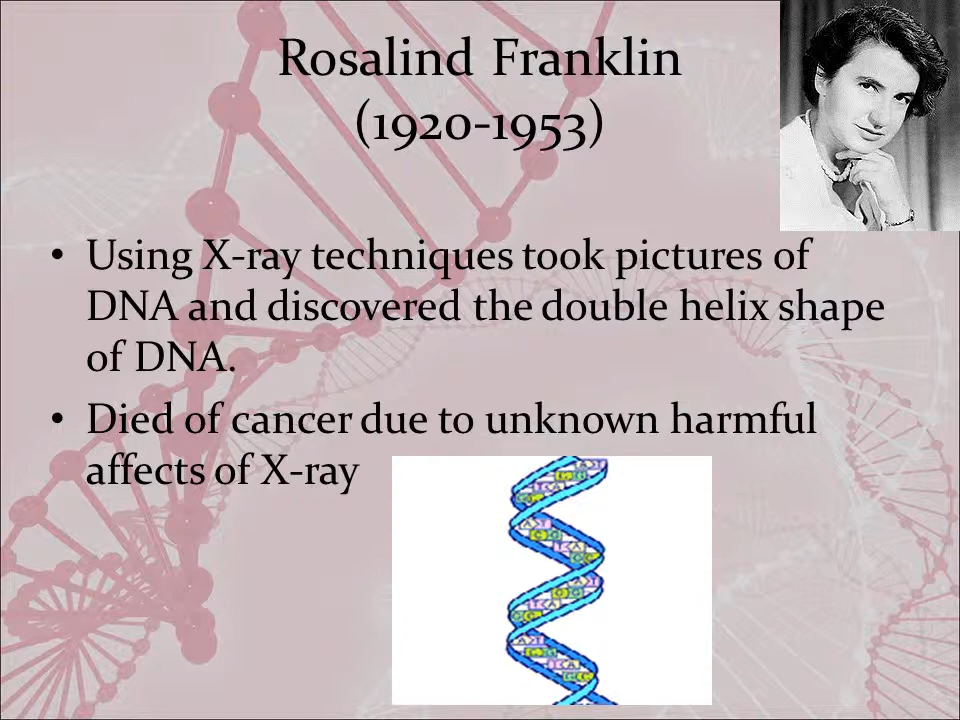 Rosalind Franklin
(1920-1953)
• Using X-ray techniques took pictures of
DNA and discovered the double helix shape
of DNA.
• Died of cancer due to unknown harmful
affects of X-ray